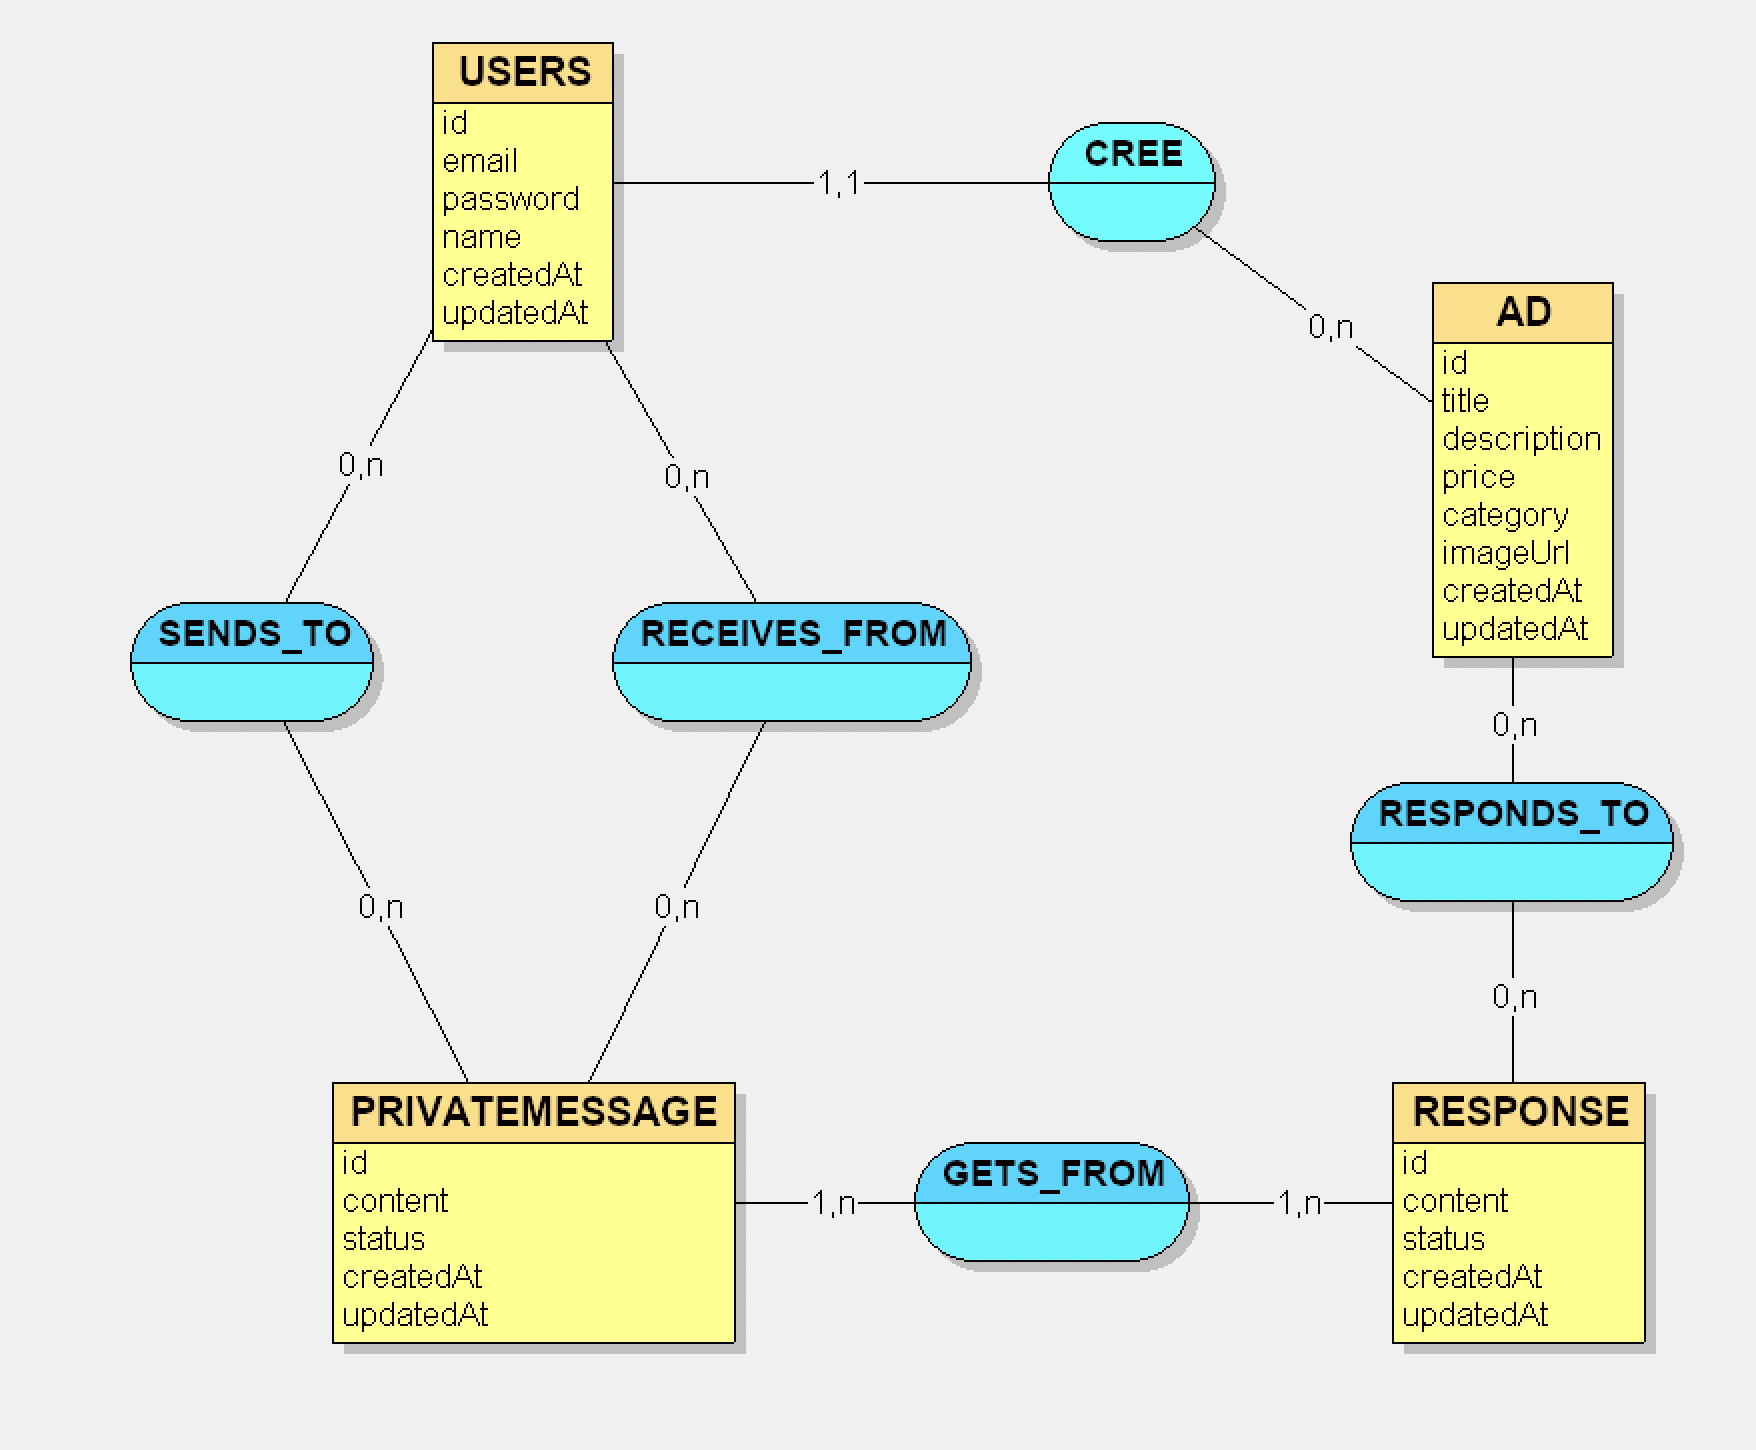 USERS
id
email
password
name
createdAt
updatedAt
1,1
CREE
0,n
AD
id
title
description
price
category
imageUrl
createdAt
updatedAt
0,n
0,n
SENDS_TO
RECEIVES_FROM
0,n
RESPONDS_TO
0,n
0,n
0,n
PRIVATEMESSAGE
id
content
status
createdAt
updatedAt
1,n
GETS_FROM
1,n
RESPONSE
id
content
status
createdAt
updatedAt